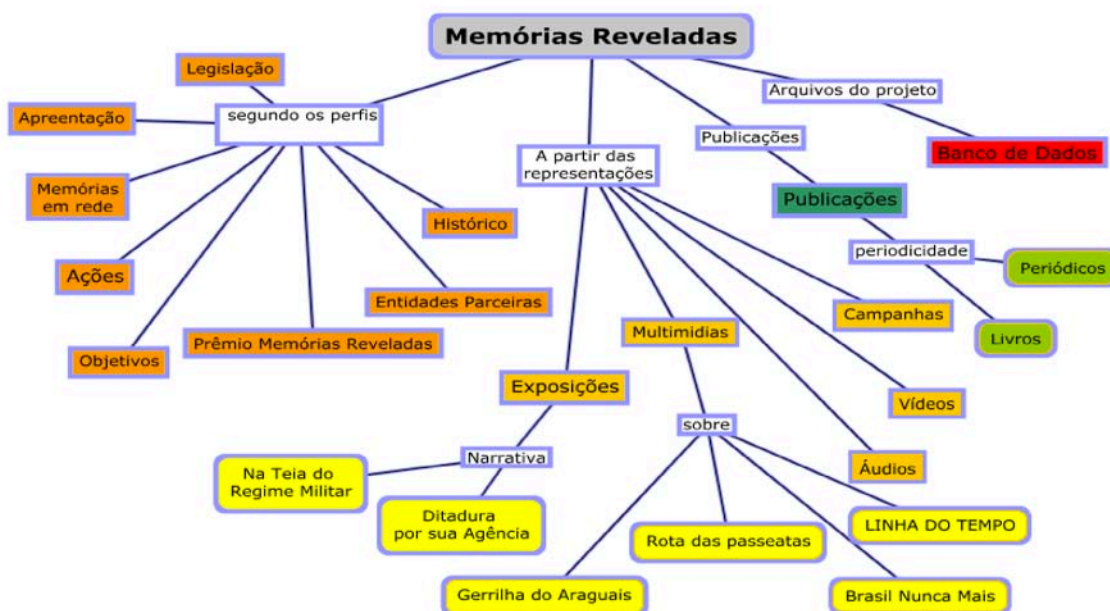 Memórias Reveladas
Legislação
Arquivos do projeto
segundo os perfis
Apreentação
Publicações
Banco de Dados
A partir das
representações
Memórias
em rede
Publicações
Histórico
periodicidade
Periódicos
Ações
Entidades Parceiras
Campanhas
Multimidias
Livros
Prêmio Memórias Reveladas
Objetivos
Exposições
Vídeos
sobre
Narrativa
Áudios
Na Teia do
Regime Militar
Ditadura
por sua Agência
LINHA DO TEMPO
Rota das passeatas
Gerrilha do Araguais
Brasil Nunca Mais